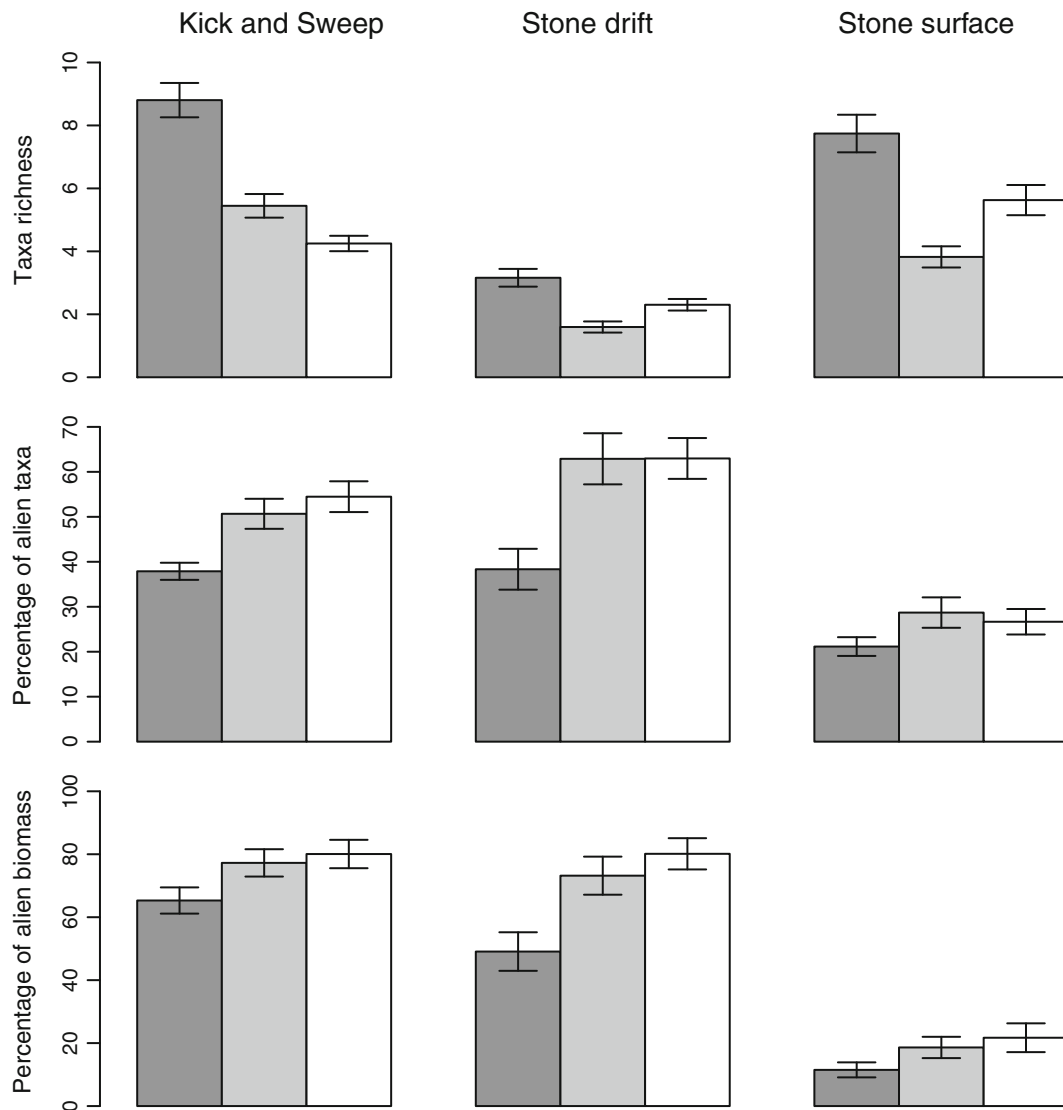 Kick and Sweep Stone drift Stone surface
Taxa richness
0 2 4 6 8 10
Percentage of alien taxa
0 10 20 30 40 50 60 70
Percentage of alien biomass
0 20 40 60 80 100